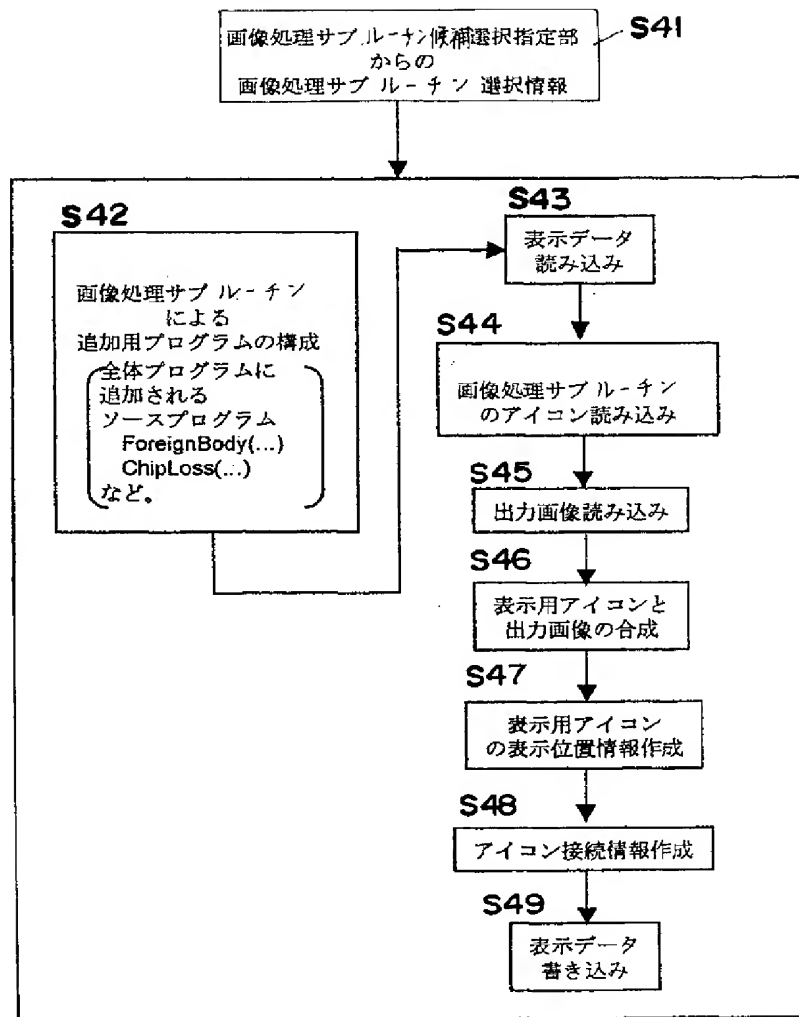 S41
画像処理サブルーチン候補選択指定部
からの
画像処理サブルーチン 選択情報
S42
画像処理サブルーチン
による
追加用プログラムの構成
全体プログラムに
追加される
ソースプログラム
ForeignBody(...)
ChipLoss(...)
など。
S43
表示データ
読み込み
S44
画像処理サブルーチン
のアイコン読み込み
S45
出力画像読み込み
S46
表示用アイコンと
出力画像の合成
S47
表示用アイコン
の表示位置情報作成
S48
アイコン接続情報作成
S49
表示データ
書き込み